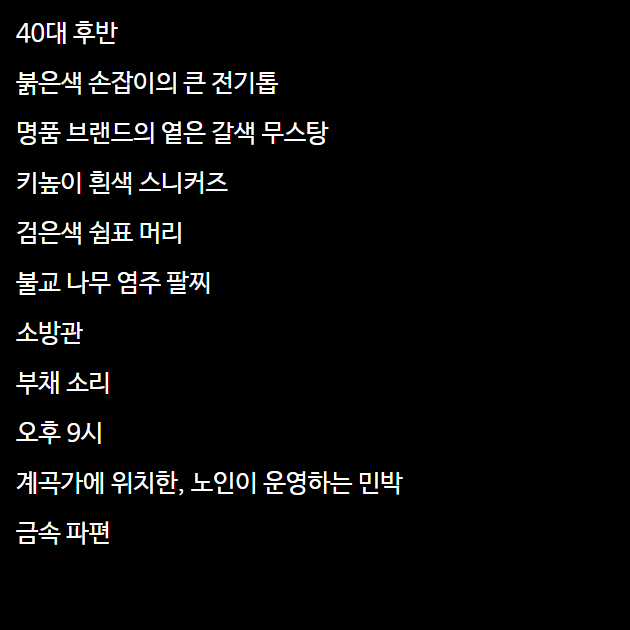 40대 후반
붉은색 손잡이의 큰 전기톱
명품 브랜드의 옅은 갈색 무스탕
키높이 흰색 스니커즈
검은색 쉼표 머리
불교 나무 염주 팔찌
소방관
부채 소리
오후 9시
계곡가에 위치한, 노인이 운영하는 민박
금속 파편